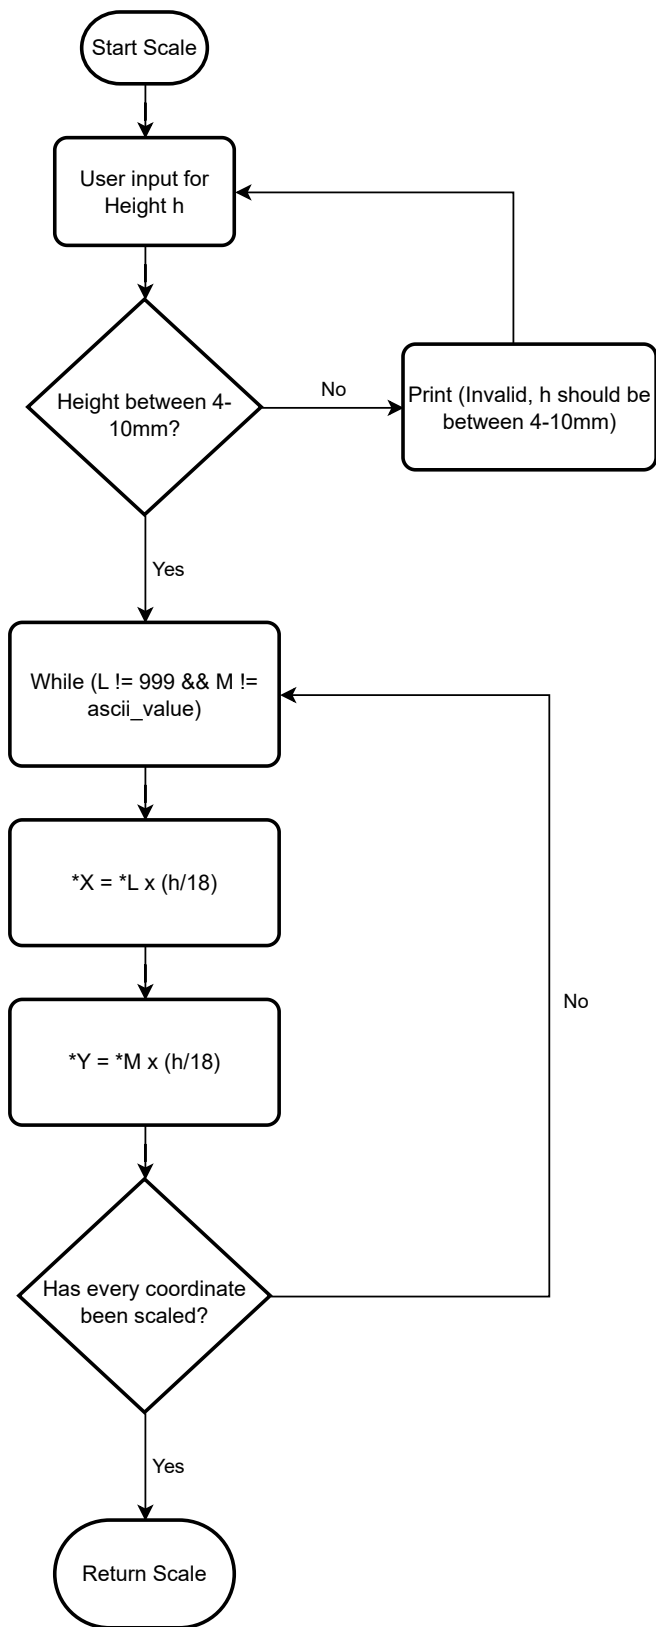 Start Scale
User input for
Height h
Height between 4-
10mm?
No
Print (Invalid, h should be
between 4-10mm)
Yes
While (L != 999 && M !=
ascii_value)
*X = *L x (h/18)
*Y = *M x (h/18)
No
Has every coordinate
been scaled?
Yes
Return Scale